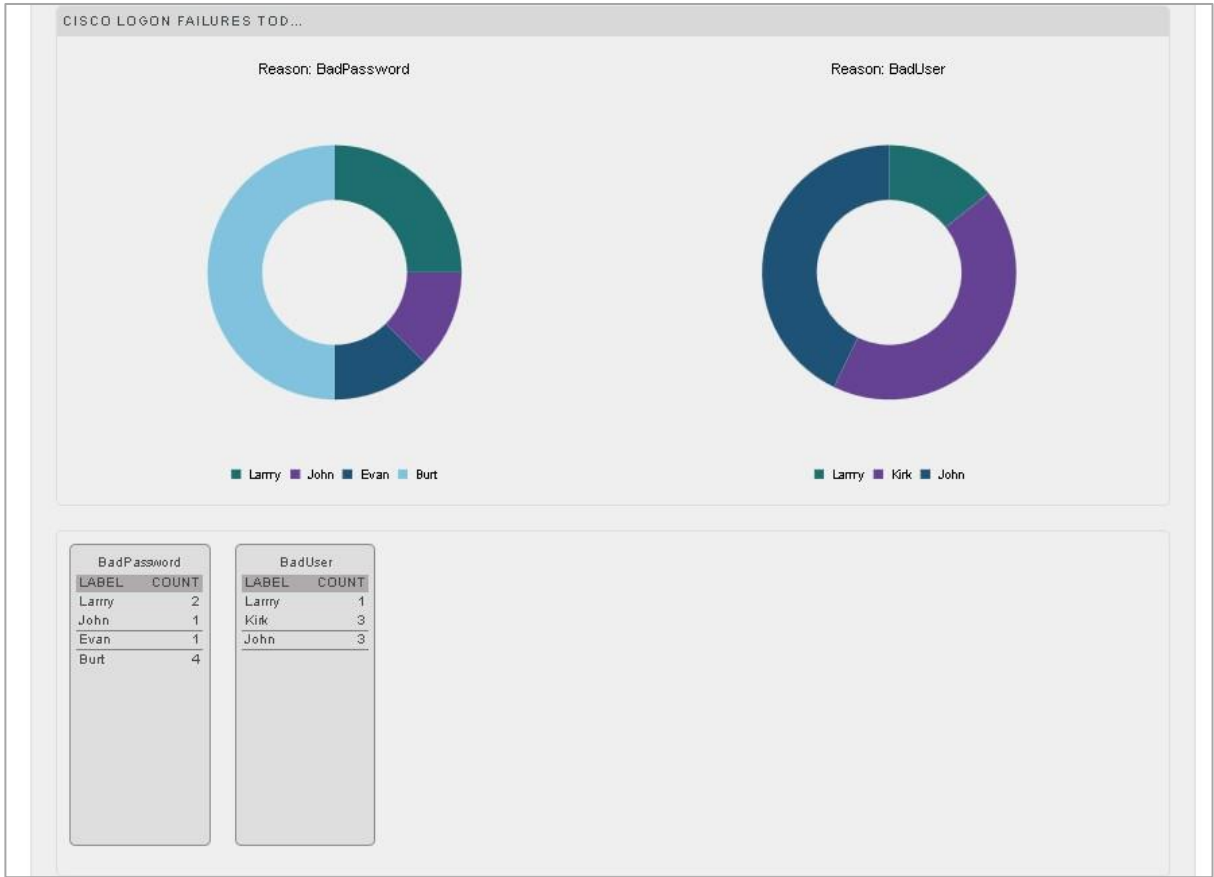 CISCO LOGON FAILURES TOD...
Reason: BadPassword
Reason: BadUser
Larrry John Evan Burt
Larrry Kirk John
BadPassword
LABEL COUNT
Larrry 2
John 1
Evan 1
Burt 4
BadUser
LABEL COUNT
Larrry 1
Kirk 3
John 3